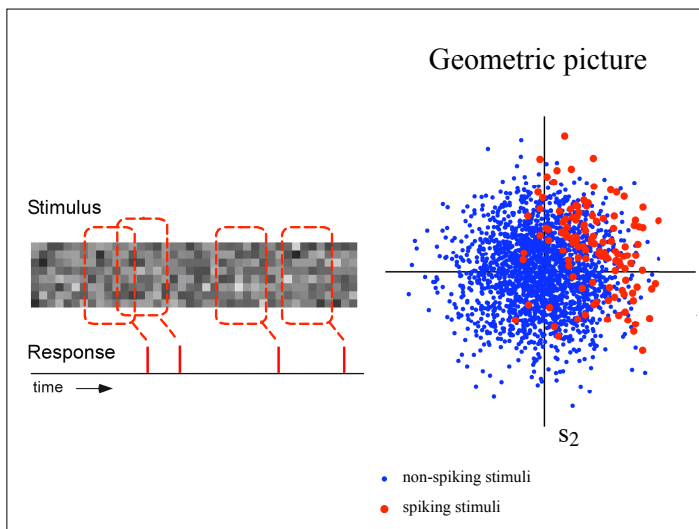 Geometric picture
Stimulus
Response
time
s2
non-spiking stimuli
spiking stimuli